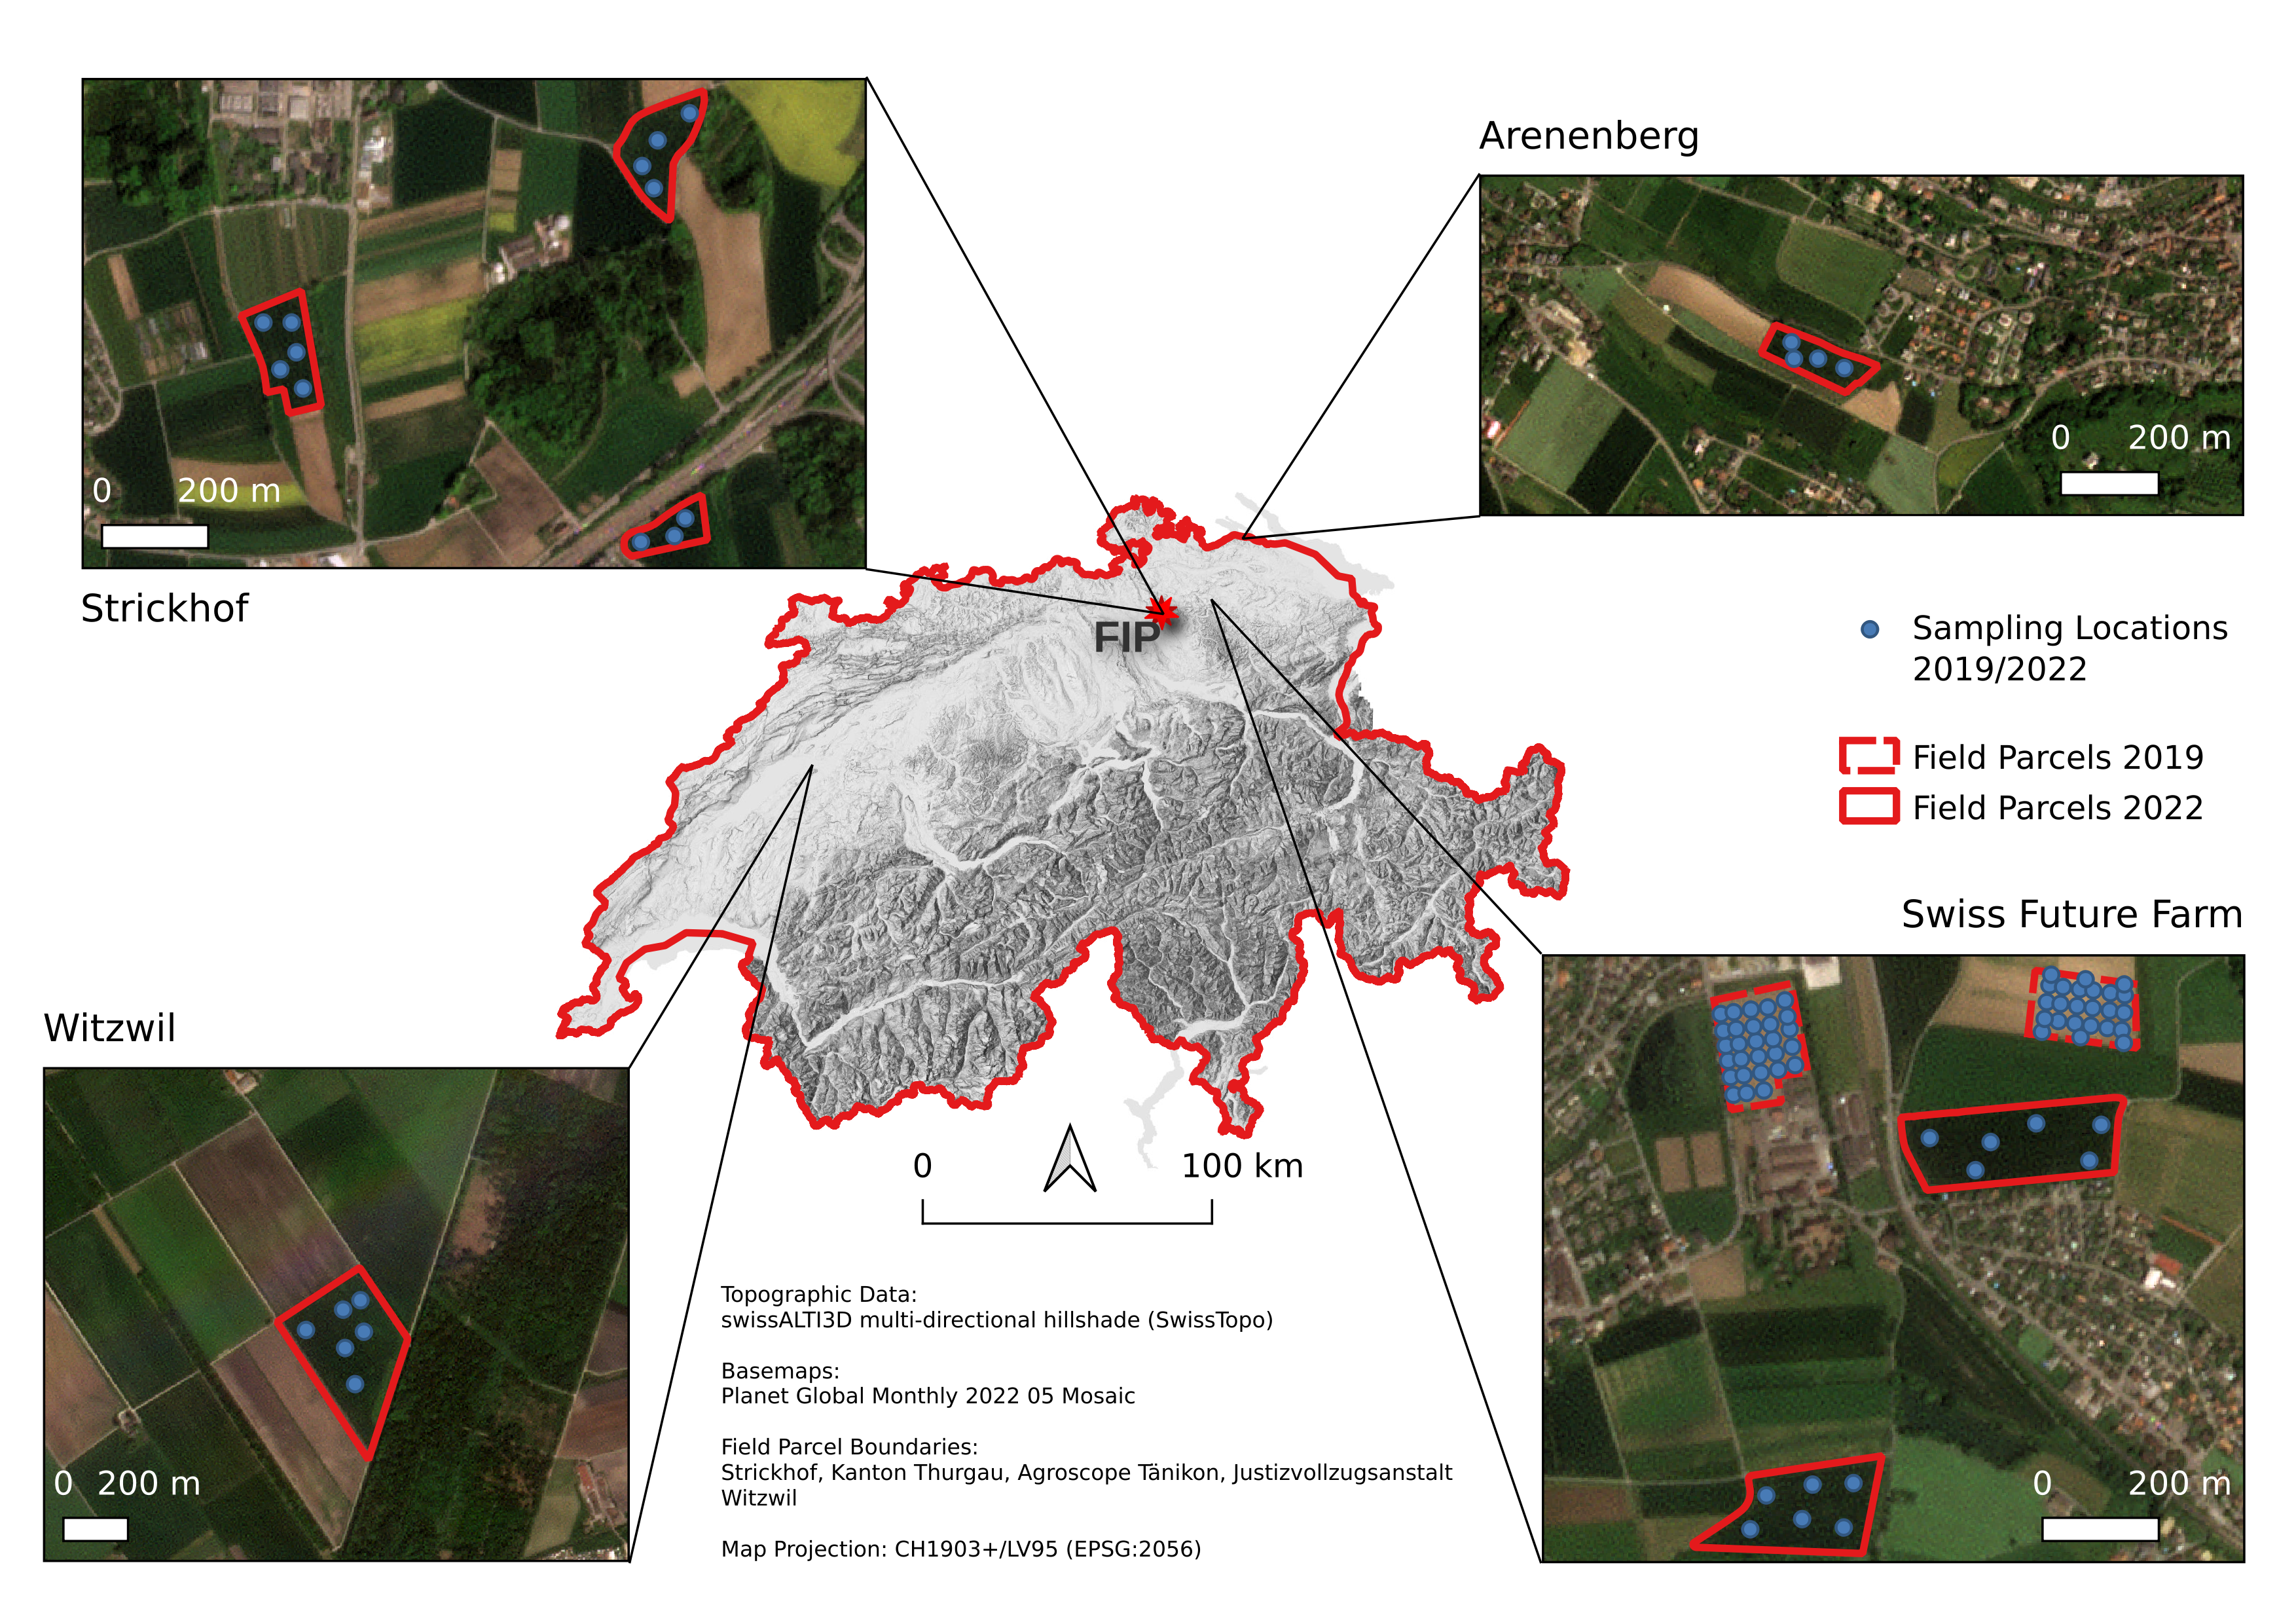 Arenenberg
0 200 m
0 200 m
Strickhof
FIP
Sampling Locations
2019/2022
Field Parcels 2019
Field Parcels 2022
Swiss Future Farm
Witzwil
0 100 km
0 200 m
0 200 m
Topographic Data:
swissALTI3D multi-directional hillshade (SwissTopo)
Basemaps:
Planet Global Monthly 2022 05 Mosaic
Field Parcel Boundaries:
Strickhof, Kanton Thurgau, Agroscope Tänikon, Justizvollzugsanstalt
Witzwil
Map Projection: CH1903+/LV95 (EPSG:2056)